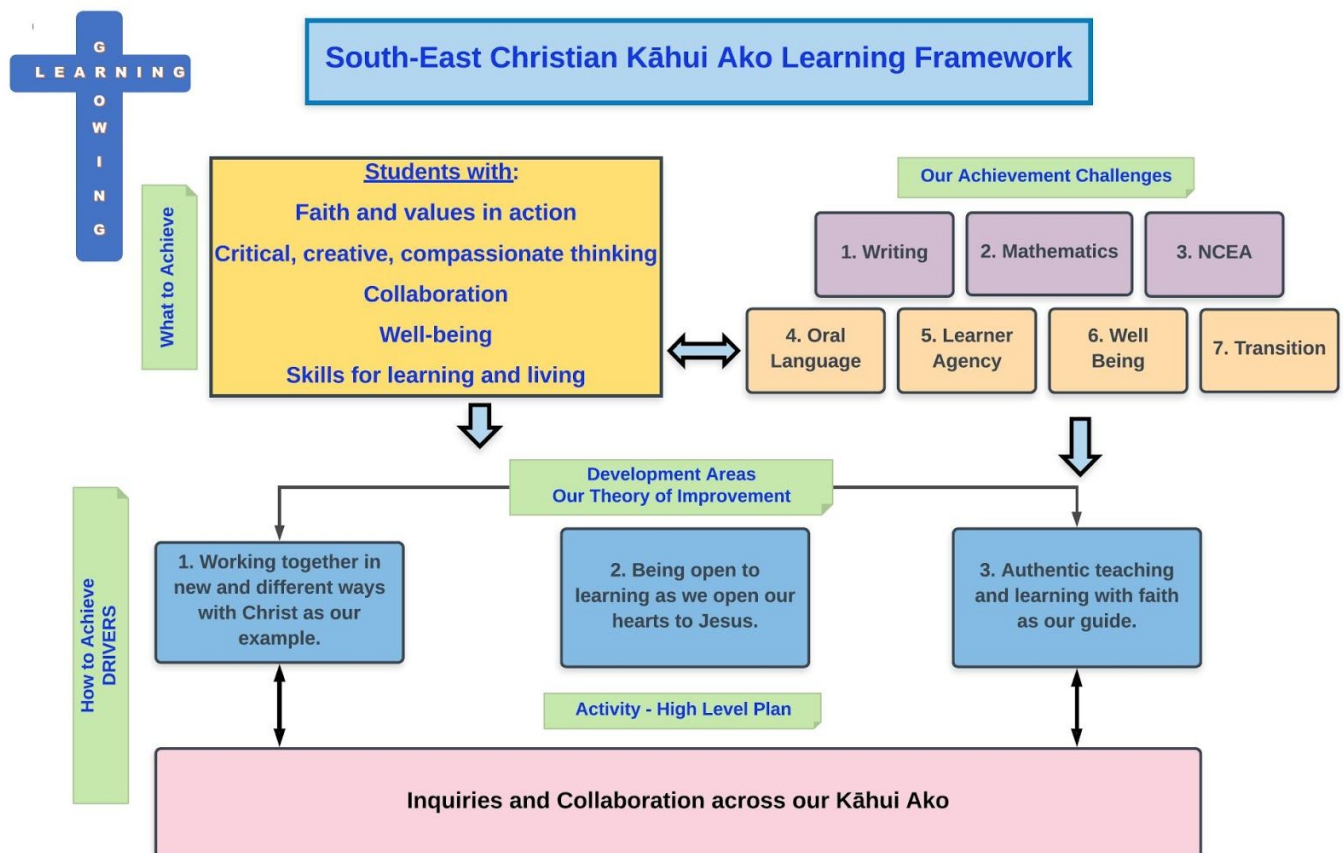 GROWING
LEARNING
South-East Christian Kāhui Ako Learning Framework
What to Achieve
Students with:
Faith and values in action
Critical, creative, compassionate thinking
Collaboration
Well-being
Skills for learning and living
Our Achievement Challenges
1. Writing
2. Mathematics
3. NCEA
4. Oral
Language
5. Learner
Agency
6. Well
Being
7. Transition
How to Achieve
DRIVERS
Development Areas
Our Theory of Improvement
1. Working together in
new and different ways
with Christ as our
example.
2. Being open to
learning as we open our
hearts to Jesus.
3. Authentic teaching
and learning with faith
as our guide.
Activity - High Level Plan
Inquiries and Collaboration across our Kāhui Ako